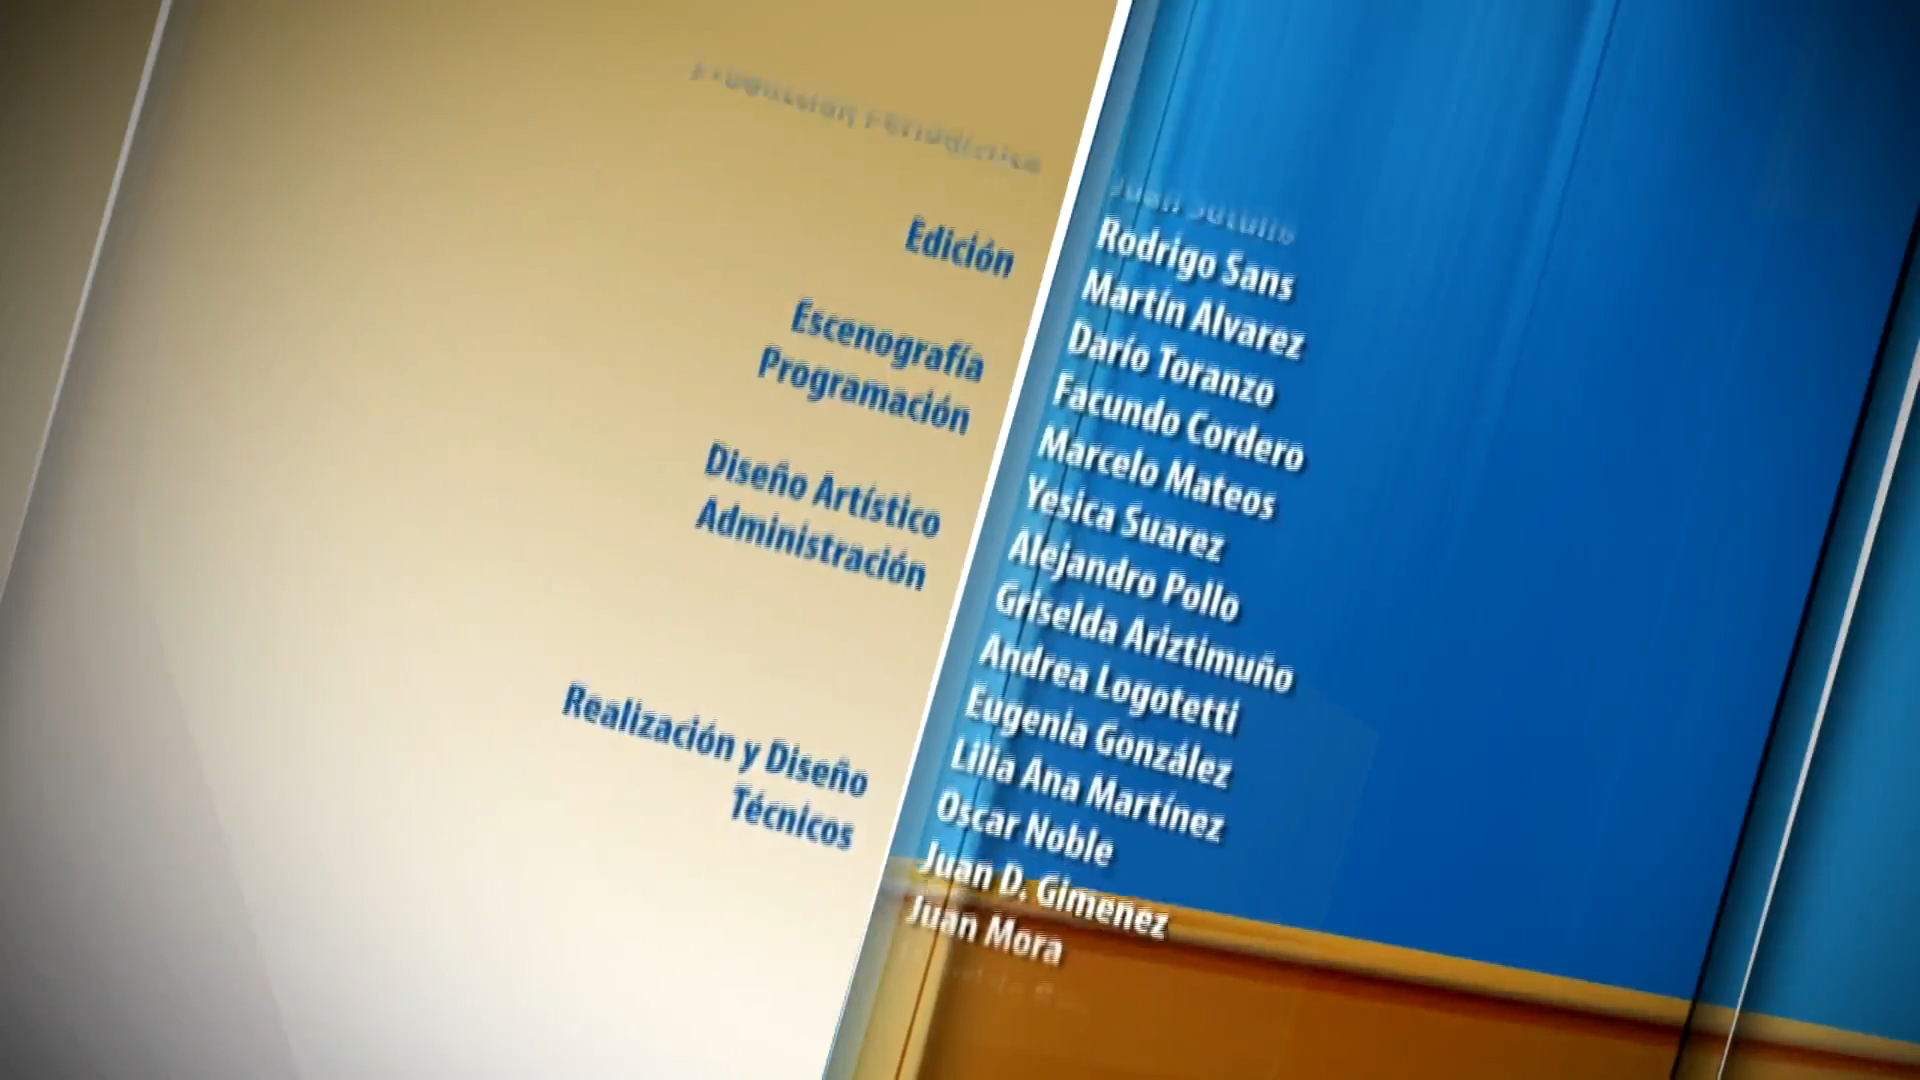 Producción Periodística
Rodrigo Sans
Edición Martín Alvarez
Darío Toranzo
Escenografía Facundo Cordero
Programación Marcelo Mateos
Yesica Suarez
Diseño Artístico Alejandro Pollo
Administración Griselda Ariztimuño
Andrea Logotetti
Eugenia González
Lilia Ana Martínez
Realización y Diseño Oscar Noble
Técnicos Juan D. Gimenez
Juan Mora